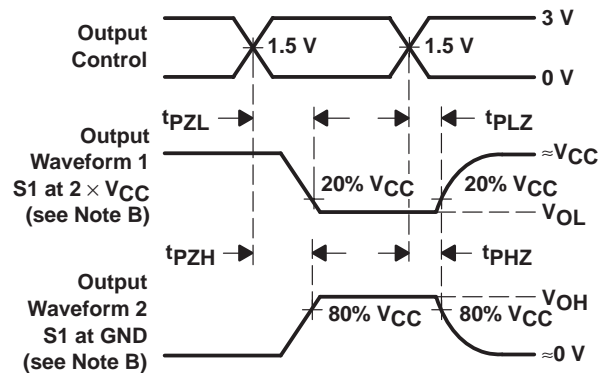 Output
Control
1.5 V
1.5 V
3 V
0 V
tPZL
tPLZ
Output
Waveform 1
S1 at 2 × VCC
(see Note B)
20% VCC
20% VCC
≈VCC
VOL
tPZH
tPHZ
Output
Waveform 2
S1 at GND
(see Note B)
80% VCC
80% VCC
VOH
≈0 V